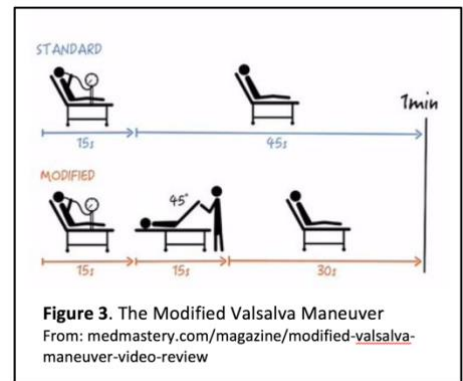 STANDARD
1min
15s
45s
MODIFIED
45°
15s
15s
30s
Figure 3. The Modified Valsalva Maneuver
From: medmastery.com/magazine/modified-valsalva-
maneuver-video-review